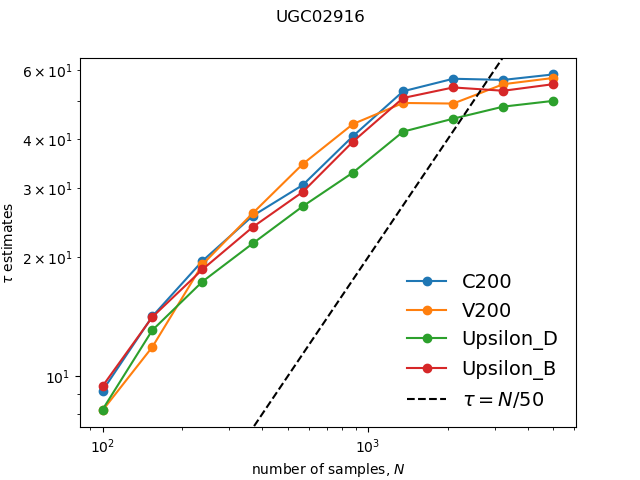 UGC02916
6 × 10¹
4 × 10¹
3 × 10¹
2 × 10¹
10¹
τ estimates
C200
V200
Upsilon_D
Upsilon_B
τ = N/50
10² 10³
number of samples, N